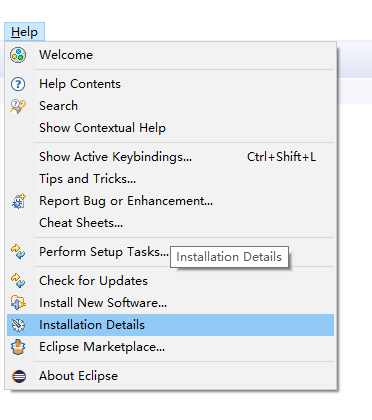 Help
Welcome
Help Contents
Search
Show Contextual Help
Show Active Keybindings... Ctrl+Shift+L
Tips and Tricks...
Report Bug or Enhancement...
Cheat Sheets...
Perform Setup Tasks...
Installation Details
Check for Updates
Install New Software...
Installation Details
Eclipse Marketplace...
About Eclipse